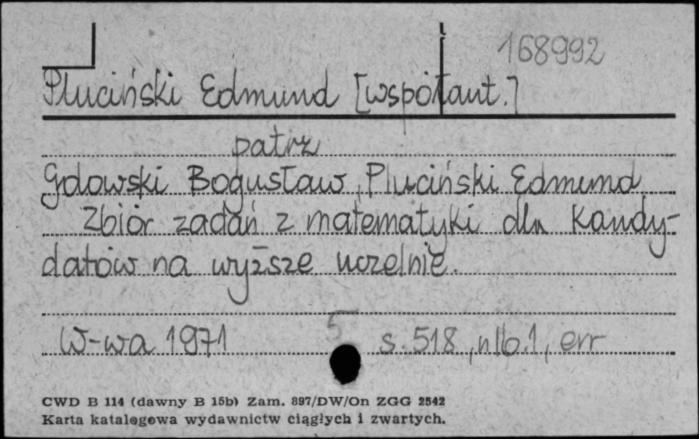 168992
Pluciński Edmund [współaut.]
patrz
Gdowski Bogusław, Pluciński Edmund
Zbiór zadań z matematyki dla kandy-
datów na wyższe uczelnie.
5
W-wa 1971 s. 518, nlb. 1, err
CWD B 114 (dawny B 15b) Zam. 897/DW/On ZGG 2542
Karta katalogowa wydawnictw ciągłych i zwartych.